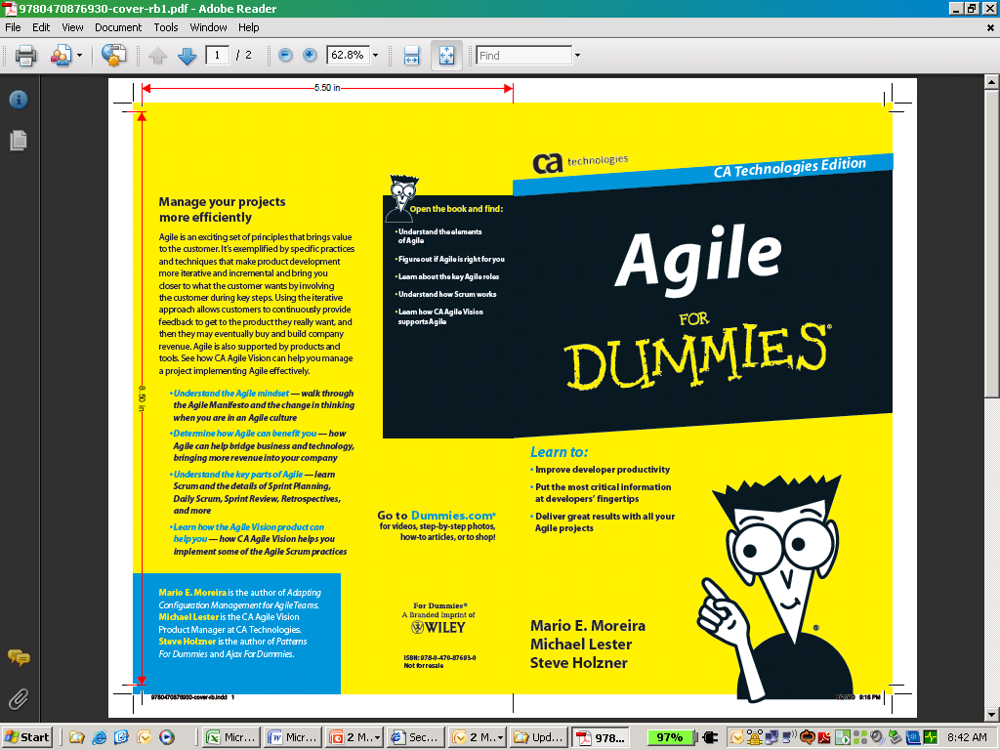 9780470876930-cover-rb1.pdf - Adobe Reader
File Edit View Document Tools Window Help
1 / 2 62.8% Find
5.50 in
8.50 in
Manage your projects
more efficiently
Agile is an exciting set of principles that brings value
to the customer. It's exemplified by specific practices
and techniques that make product development
more iterative and incremental and bring you
closer to what the customer wants by involving
the customer during key steps. Using the iterative
approach allows customers to continuously provide
feedback to get to the product they really want, and
then they may eventually buy and build company
revenue. Agile is also supported by products and
tools. See how CA Agile Vision can help you manage
a project implementing Agile effectively.
• Understand the Agile mindset — walk through
the Agile Manifesto and the change in thinking
when you are in an Agile culture
• Determine how Agile can benefit you — how
Agile can help bridge business and technology,
bringing more revenue into your company
• Understand the key parts of Agile — learn
Scrum and the details of Sprint Planning,
Daily Scrum, Sprint Review, Retrospectives,
and more
• Learn how the Agile Vision product can
help you — how CA Agile Vision helps you
implement some of the Agile Scrum practices
Mario E. Moreira is the author of Adapting
Configuration Management for Agile Teams.
Michael Lester is the CA Agile Vision
Product Manager at CA Technologies.
Steve Holzner is the author of Patterns
For Dummies and Ajax For Dummies.
Open the book and find:
• Understand the elements
of Agile
• Figure out if Agile is right for you
• Learn about the key Agile roles
• Understand how Scrum works
• Learn how CA Agile Vision
supports Agile
Go to Dummies.com®
for videos, step-by-step photos,
how-to articles, or to shop!
For Dummies®
A Branded Imprint of
WILEY
ISBN: 978-0-470-87693-0
Not for resale
ca technologies
CA Technologies Edition
Agile
FOR
DUMMIES®
Learn to:
• Improve developer productivity
• Put the most critical information
at developers' fingertips
• Deliver great results with all your
Agile projects
Mario E. Moreira
Michael Lester
Steve Holzner
®
9780470876930-cover-rb.indd 1
9:16 PM
Start Micr... Micr... 2 M... Sec... 2 M... Upd... 978... 97% 8:42 AM